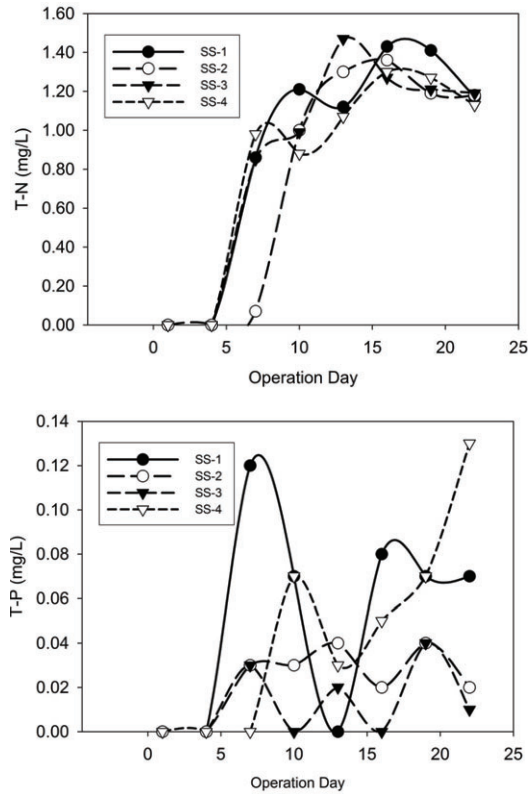 1.60
1.40
1.20
1.00
0.80
0.60
0.40
0.20
0.00
T-N (mg/L)
SS-1
SS-2
SS-3
SS-4
0 5 10 15 20 25
Operation Day
0.14
0.12
0.10
0.08
0.06
0.04
0.02
0.00
T-P (mg/L)
SS-1
SS-2
SS-3
SS-4
0 5 10 15 20 25
Operation Day